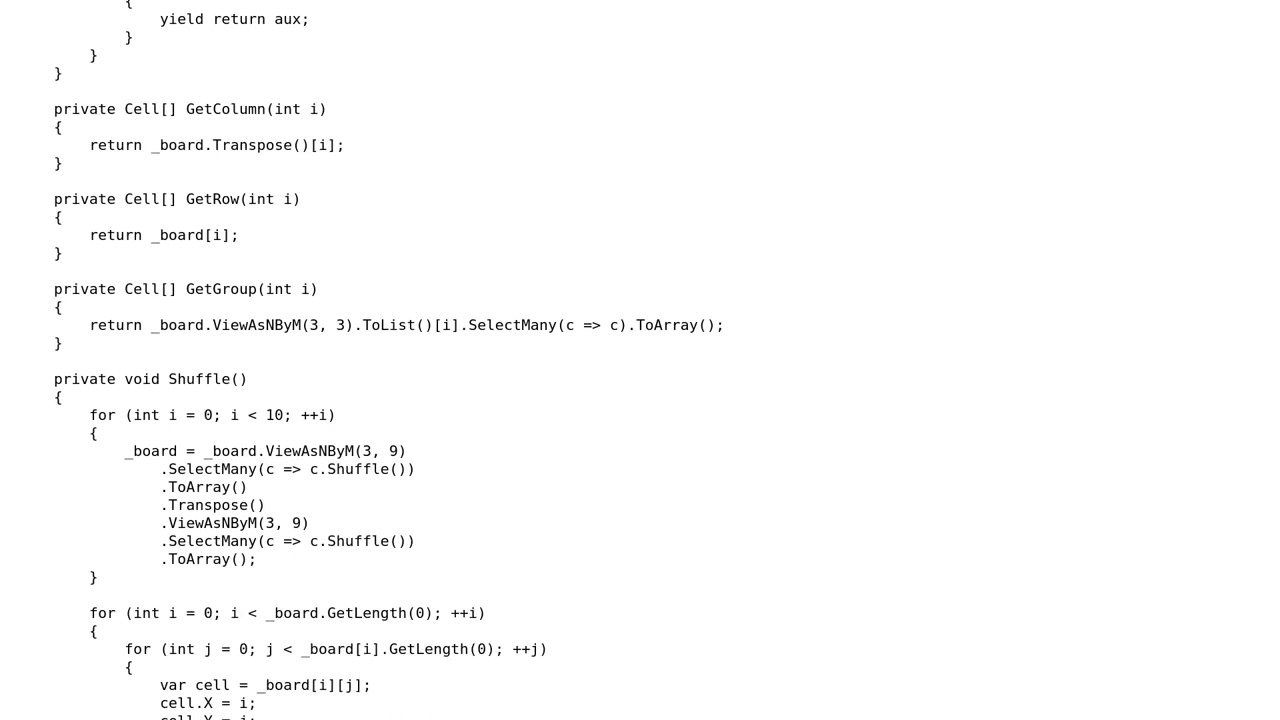 {
yield return aux;
}
}
}
private Cell[] GetColumn(int i)
{
return _board.Transpose()[i];
}
private Cell[] GetRow(int i)
{
return _board[i];
}
private Cell[] GetGroup(int i)
{
return _board.ViewAsNByM(3, 3).ToList()[i].SelectMany(c => c).ToArray();
}
private void Shuffle()
{
for (int i = 0; i < 10; ++i)
{
_board = _board.ViewAsNByM(3, 9)
.SelectMany(c => c.Shuffle())
.ToArray()
.Transpose()
.ViewAsNByM(3, 9)
.SelectMany(c => c.Shuffle())
.ToArray();
}
for (int i = 0; i < _board.GetLength(0); ++i)
{
for (int j = 0; j < _board[i].GetLength(0); ++j)
{
var cell = _board[i][j];
cell.X = i;
cell.Y = j;